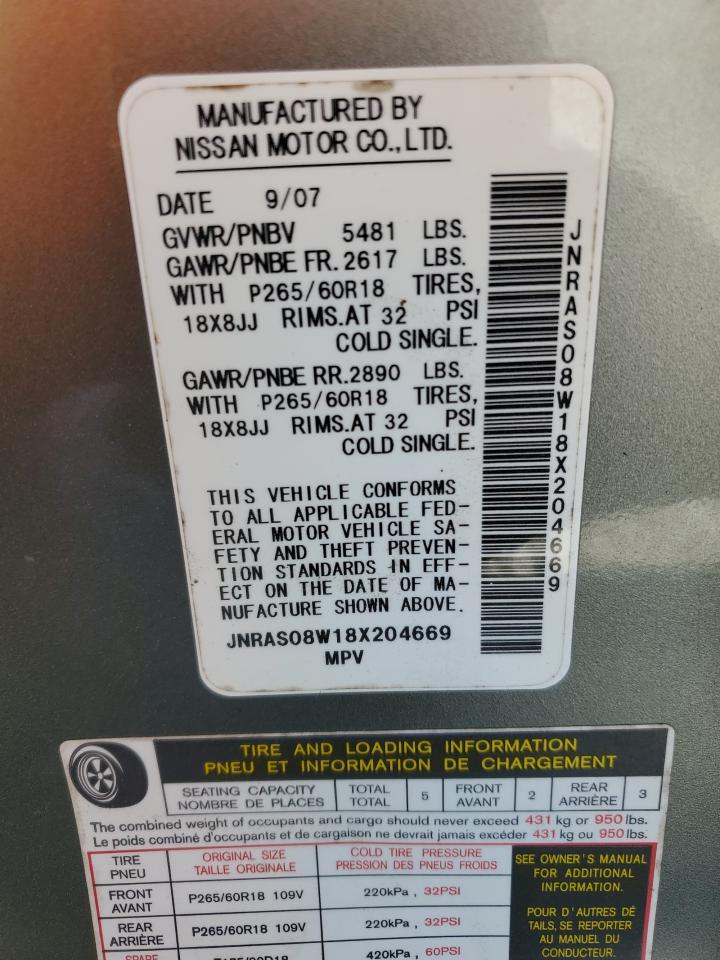 MANUFACTURED BY
NISSAN MOTOR CO., LTD.
DATE 9/07
GVWR/PNBV 5481 LBS.
GAWR/PNBE FR. 2617 LBS.
WITH P265/60R18 TIRES,
18X8JJ RIMS.AT 32 PSI
COLD SINGLE.
GAWR/PNBE RR. 2890 LBS.
WITH P265/60R18 TIRES,
18X8JJ RIMS.AT 32 PSI
COLD SINGLE.
THIS VEHICLE CONFORMS
TO ALL APPLICABLE FED-
ERAL MOTOR VEHICLE SA-
FETY AND THEFT PREVEN-
TION STANDARDS IN EFF-
ECT ON THE DATE OF MA-
NUFACTURE SHOWN ABOVE.
JNRAS08W18X204669
MPV
JNRAS08W18X204669
TIRE AND LOADING INFORMATION
PNEU ET INFORMATION DE CHARGEMENT
SEATING CAPACITY TOTAL 5 FRONT 2 REAR 3
NOMBRE DE PLACES TOTAL AVANT ARRIÈRE
The combined weight of occupants and cargo should never exceed 431 kg or 950 lbs.
Le poids combiné d'occupants et de cargaison ne devrait jamais excéder 431 kg or 950 lbs.
TIRE ORIGINAL SIZE COLD TIRE PRESSURE
PNEU TAILLE ORIGINALE PRESSION DES PNEUS FROIDS
FRONT P265/60R18 109V 220kPa , 32PSI
AVANT
REAR P265/60R18 109V 220kPa , 32PSI
ARRIÈRE
SPARE 420kPa , 60PSI
SEE OWNER'S MANUAL
FOR ADDITIONAL
INFORMATION.
POUR D'AUTRES DÉ
TAILS, SE REPORTER
AU MANUEL DU
CONDUCTEUR.